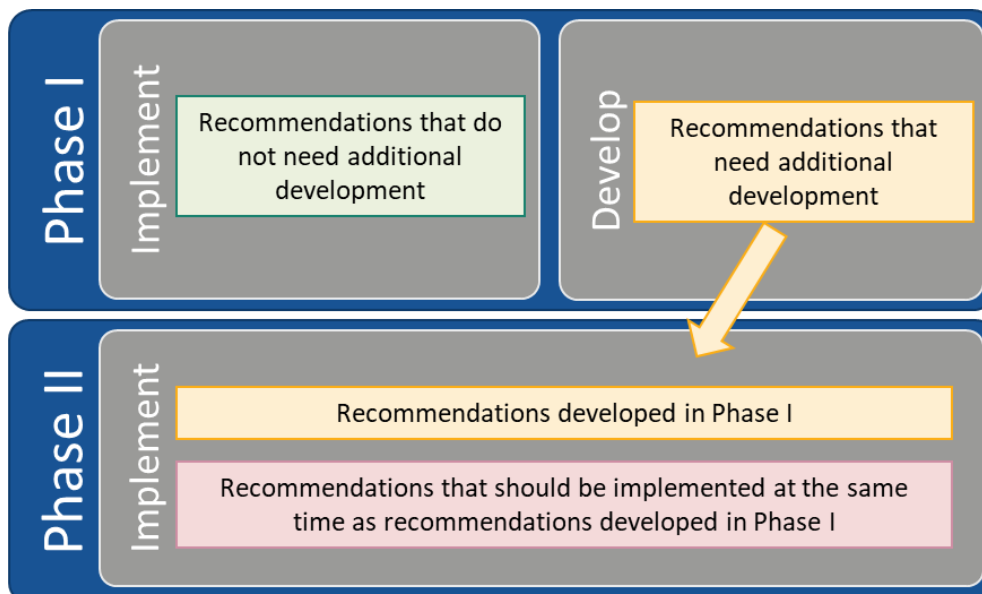 Phase I
Implement
Recommendations that do
not need additional
development
Develop
Recommendations that
need additional
development
Phase II
Implement
Recommendations developed in Phase I
Recommendations that should be implemented at the same
time as recommendations developed in Phase I